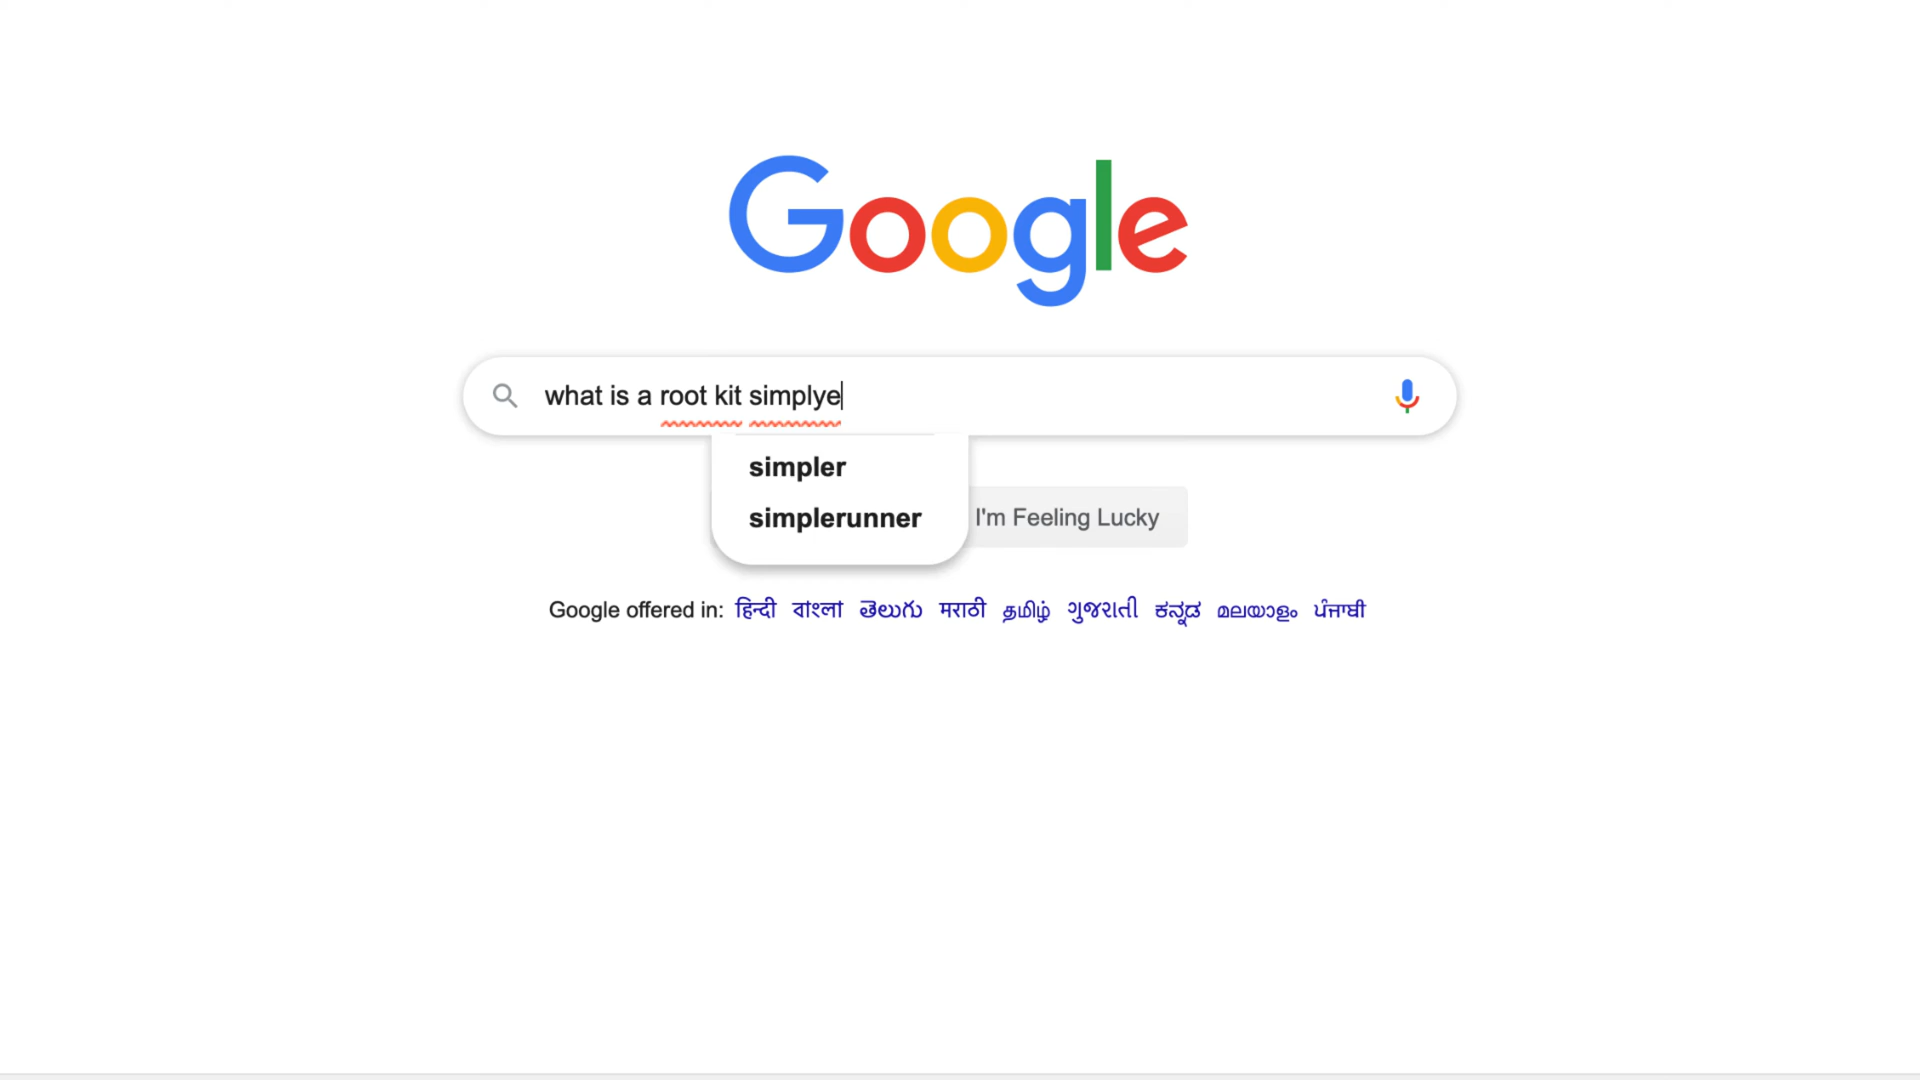 Google
what is a root kit simplye
simpler
simplerunner
I'm Feeling Lucky
Google offered in: हिन्दी বাংলা తెలుగు मराठी தமிழ் ગુજરાતી ಕನ್ನಡ മലയാളം ਪੰਜਾਬੀ